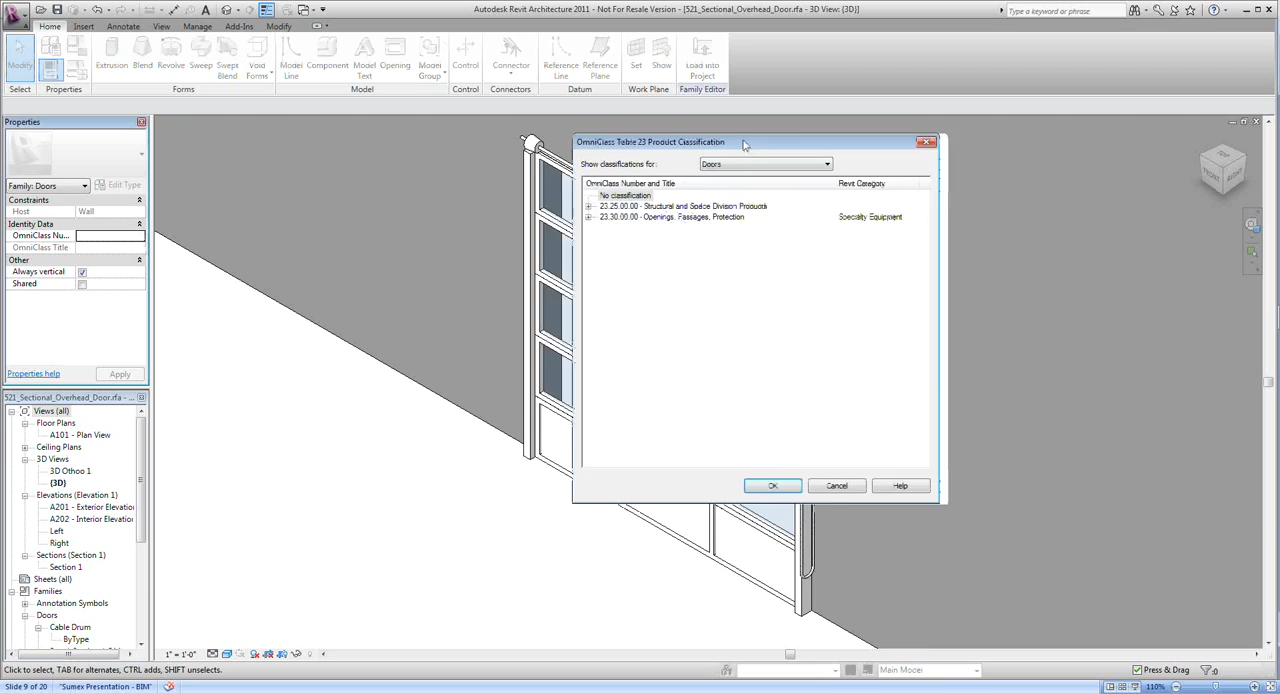 Autodesk Revit Architecture 2011 - Not For Resale Version - [521_Sectional_Overhead_Door.rfa - 3D View: {3D}]
Type a keyword or phrase
Home Insert Annotate View Manage Add-Ins Modify
Modify Extrusion Blend Revolve Sweep Swept Blend Void Forms Model Line Component Model Text Opening Model Group Control Connector Reference Line Reference Plane Set Show Load into Project
Select Properties Forms Model Control Connectors Datum Work Plane Family Editor
Properties
Family: Doors Edit Type
Constraints
Host Wall
Identity Data
OmniClass Nu...
OmniClass Title
Other
Always vertical
Shared
Properties help Apply
521_Sectional_Overhead_Door.rfa - ...
Views (all)
Floor Plans
A101 - Plan View
Ceiling Plans
3D Views
3D Othoo 1
{3D}
Elevations (Elevation 1)
A201 - Exterior Elevation
A202 - Interior Elevation
Left
Right
Sections (Section 1)
Section 1
Sheets (all)
Families
Annotation Symbols
Doors
Cable Drum
ByType
OmniClass Table 23 Product Classification
Show classifications for: Doors
OmniClass Number and Title Revit Category
No classification
23.25.00.00 - Structural and Space Division Products
23.30.00.00 - Openings, Passages, Protection Specialty Equipment
OK Cancel Help
TOP
FRONT RIGHT
1" = 1'-0"
Click to select, TAB for alternates, CTRL adds, SHIFT unselects.
Main Model
Press & Drag
:0
Slide 9 of 20 "Sumex Presentation - BIM" 110%